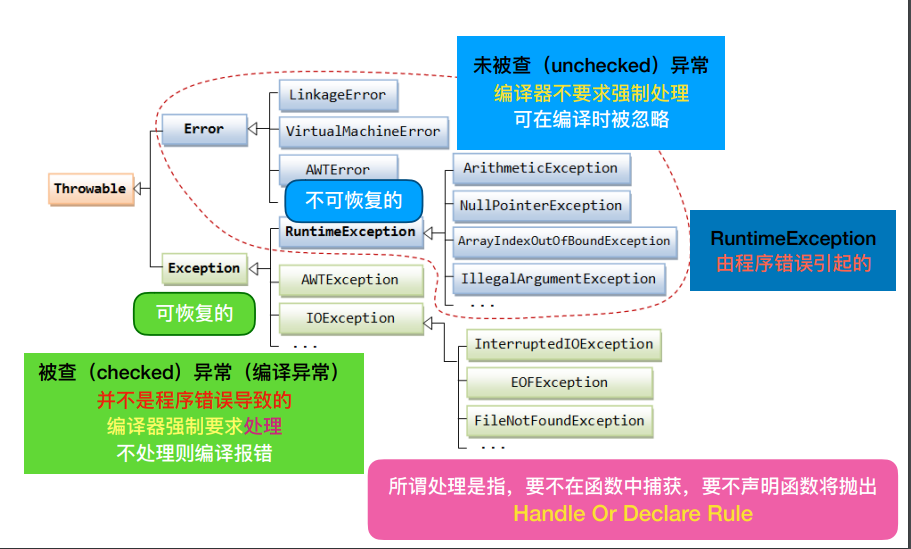 未被查（unchecked）异常
编译器不要求强制处理
可在编译时被忽略
LinkageError
Error
VirtualMachineError
AWTError
不可恢复的
Throwable
ArithmeticException
NullPointerException
RuntimeException
ArrayIndexOutOfBoundException
IllegalArgumentException
...
RuntimeException
由程序错误引起的
Exception
AWTException
可恢复的
IOException
...
InterruptedIOException
EOFException
FileNotFoundException
...
被查（checked）异常（编译异常）
并不是程序错误导致的
编译器强制要求处理
不处理则编译报错
所谓处理是指，要不在函数中捕获，要不声明函数将抛出
Handle Or Declare Rule